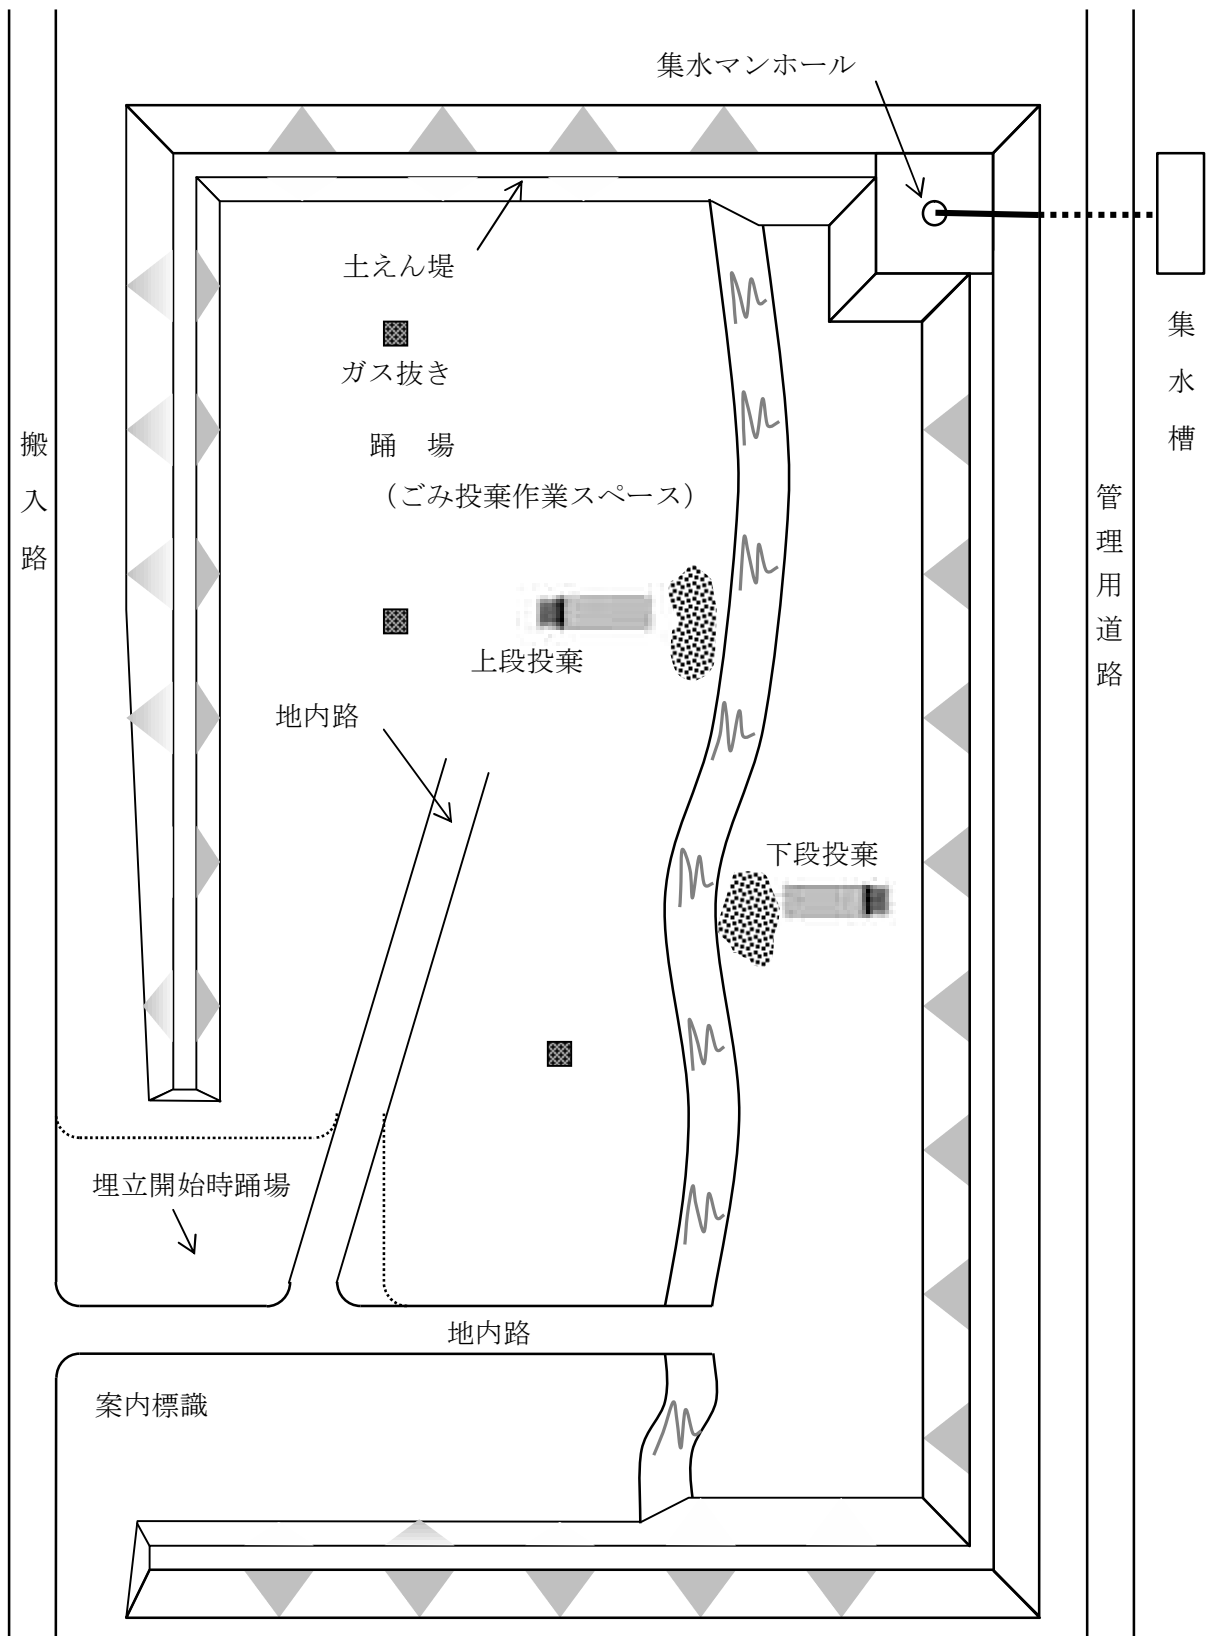 集水マンホール
土えん堤
集水槽
ガス抜き
搬入路
踊 場
（ごみ投棄作業スペース）
管理用道路
上段投棄
地内路
下段投棄
埋立開始時踊場
地内路
案内標識